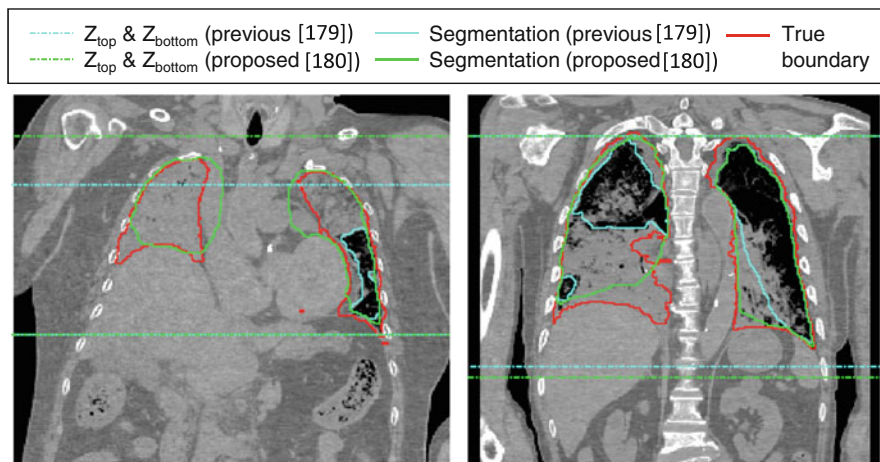 Z_top & Z_bottom (previous [179])
Segmentation (previous [179])
True boundary
Z_top & Z_bottom (proposed [180])
Segmentation (proposed [180])